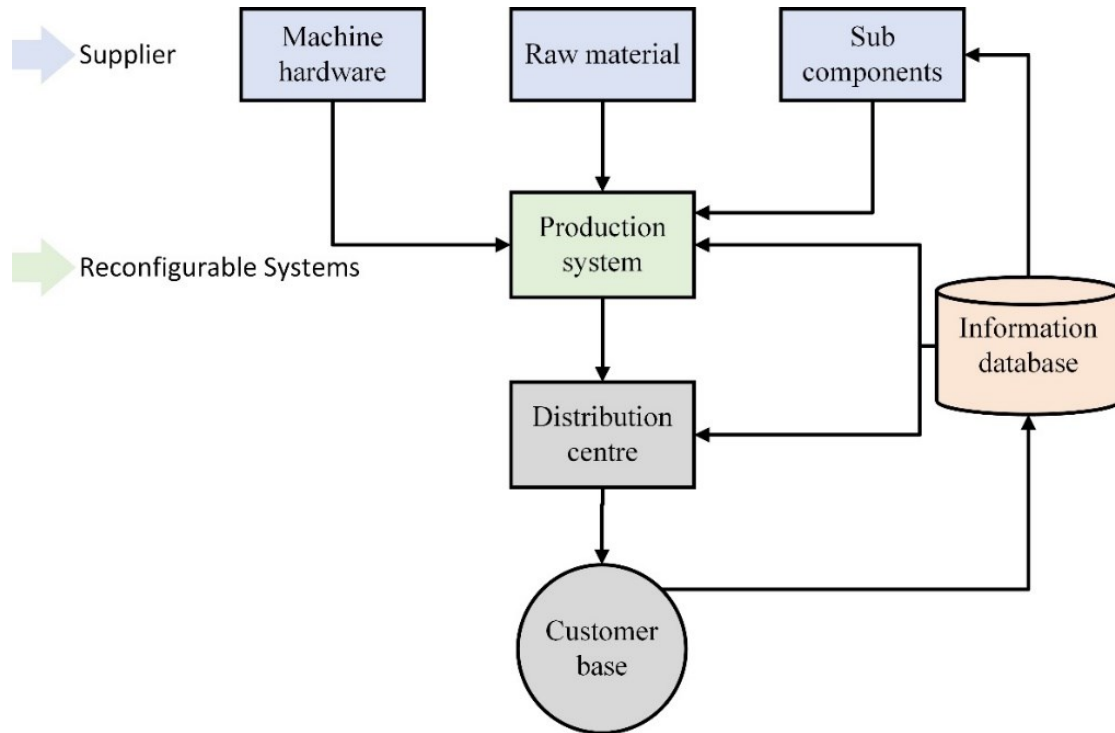 Supplier
Machine
hardware
Raw material
Sub
components
Reconfigurable Systems
Production
system
Information
database
Distribution
centre
Customer
base